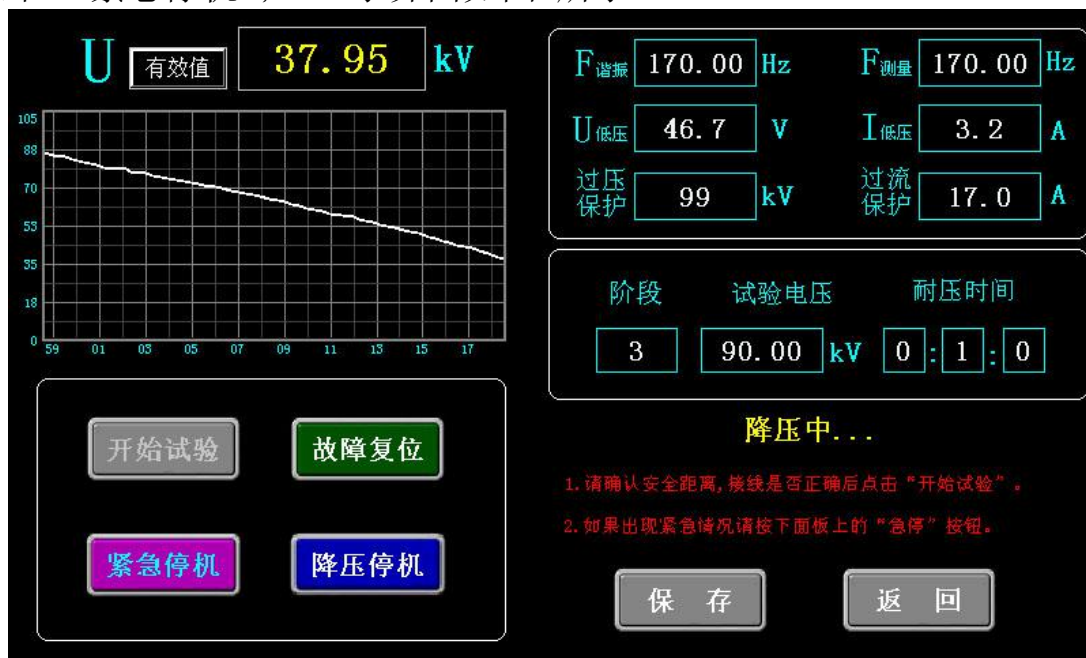 U 有效值 37.95 kV
105
88
70
53
35
18
0
59 01 03 05 07 09 11 13 15 17
F谐振 170.00 Hz F测量 170.00 Hz
U低压 46.7 V I低压 3.2 A
过压保护 99 kV 过流保护 17.0 A
阶段 试验电压 耐压时间
3 90.00 kV 0:1:0
开始试验 故障复位
紧急停机 降压停机
降压中...
1.请确认安全距离,接线是否正确后点击“开始试验”。
2.如果出现紧急情况请按下面板上的“急停”按钮。
保 存 返 回